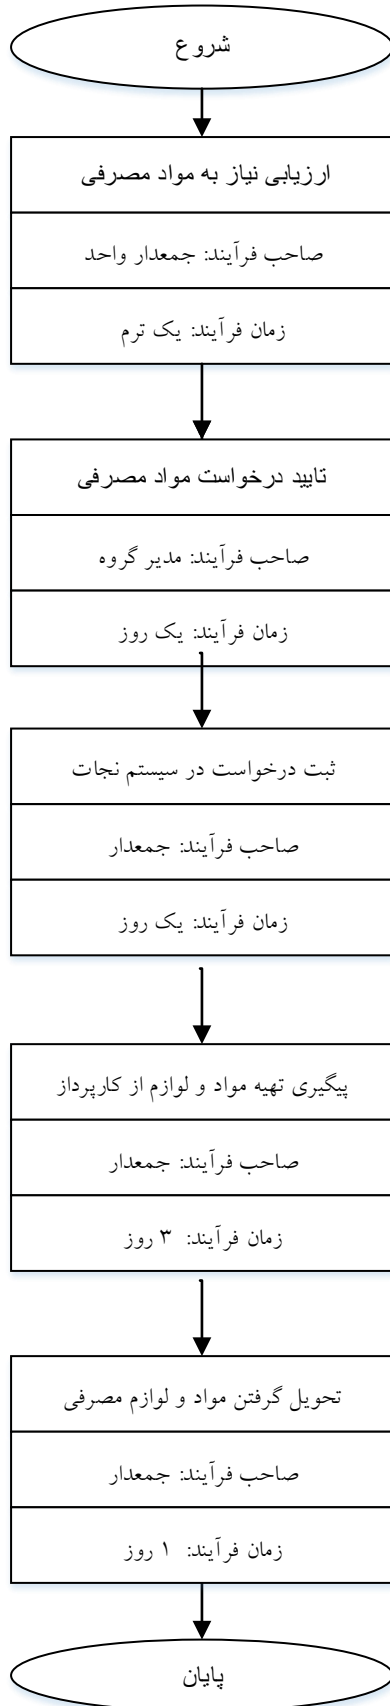 شروع
ارزیابی نیاز به مواد مصرفی
صاحب فرآیند: جمعدار واحد
زمان فرآیند: یک ترم
تایید درخواست مواد مصرفی
صاحب فرآیند: مدیر گروه
زمان فرآیند: یک روز
ثبت درخواست در سیستم نجات
صاحب فرآیند: جمعدار
زمان فرآیند: یک روز
پیگیری تهیه مواد و لوازم از کارپرداز
صاحب فرآیند: جمعدار
زمان فرآیند: ۳ روز
تحویل گرفتن مواد و لوازم مصرفی
صاحب فرآیند: جمعدار
زمان فرآیند: ۱ روز
پایان